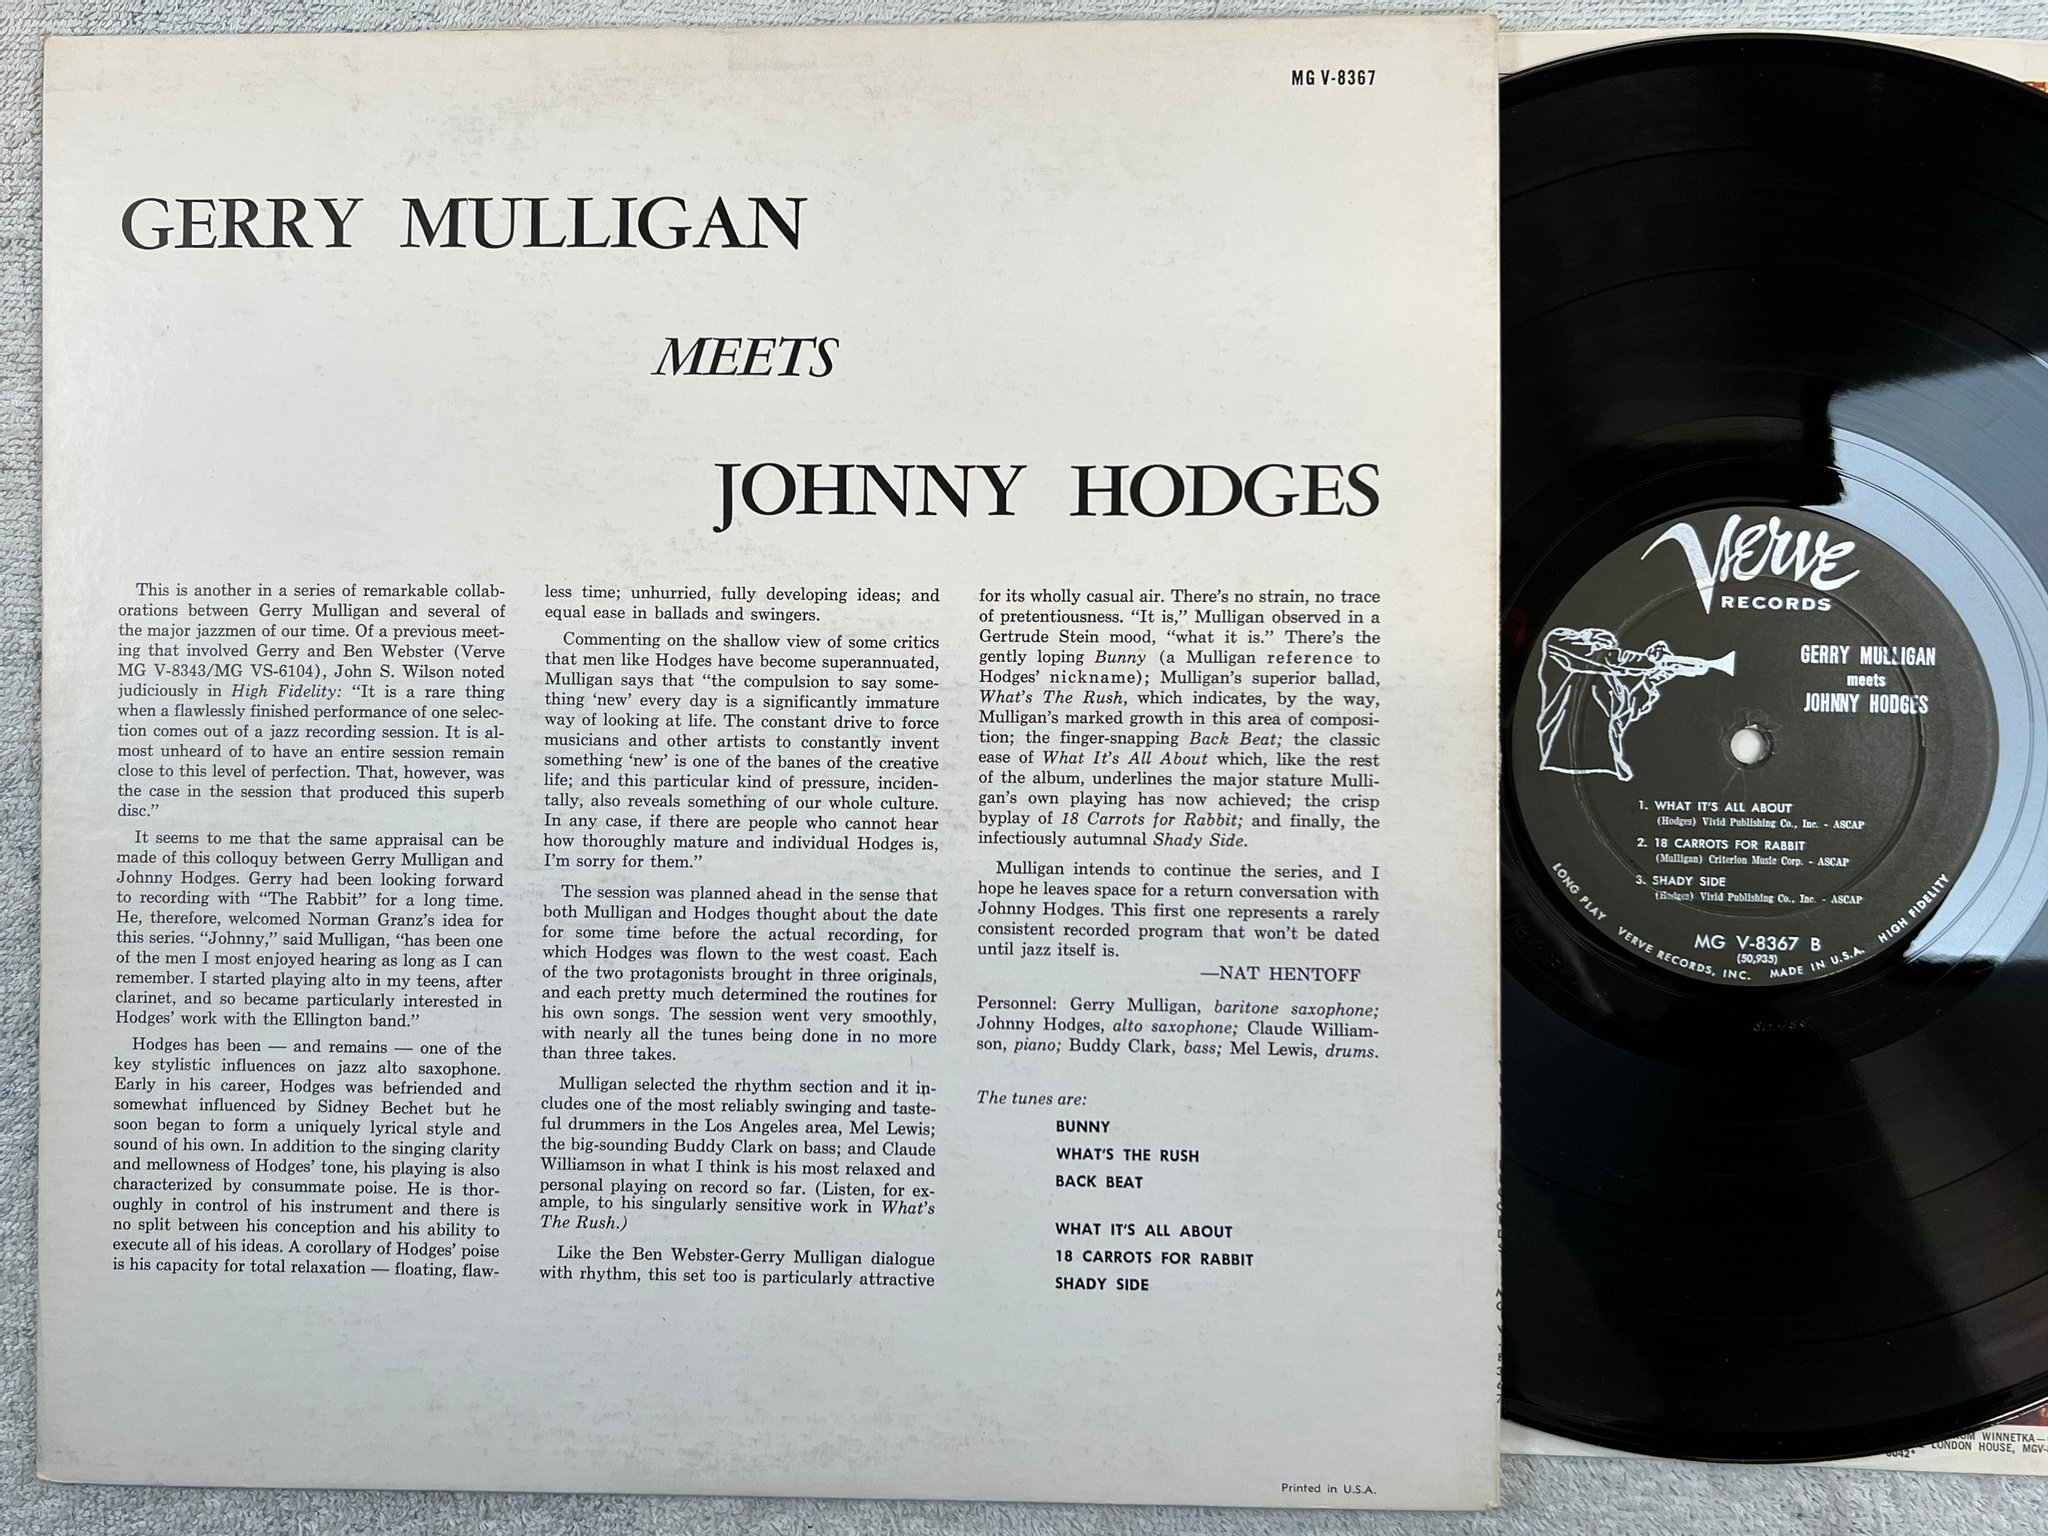 MG V-8367
GERRY MULLIGAN
MEETS
JOHNNY HODGES
This is another in a series of remarkable collab-
orations between Gerry Mulligan and several of
the major jazzmen of our time. Of a previous meet-
ing that involved Gerry and Ben Webster (Verve
MG V-8343/MG VS-6104), John S. Wilson noted
judiciously in High Fidelity: “It is a rare thing
when a flawlessly finished performance of one selec-
tion comes out of a jazz recording session. It is al-
most unheard of to have an entire session remain
close to this level of perfection. That, however, was
the case in the session that produced this superb
disc.”
It seems to me that the same appraisal can be
made of this colloquy between Gerry Mulligan and
Johnny Hodges. Gerry had been looking forward
to recording with “The Rabbit” for a long time.
He, therefore, welcomed Norman Granz’s idea for
this series. “Johnny,” said Mulligan, “has been one
of the men I most enjoyed hearing as long as I can
remember. I started playing alto in my teens, after
clarinet, and so became particularly interested in
Hodges’ work with the Ellington band.”
Hodges has been — and remains — one of the
key stylistic influences on jazz alto saxophone.
Early in his career, Hodges was befriended and
somewhat influenced by Sidney Bechet but he
soon began to form a uniquely lyrical style and
sound of his own. In addition to the singing clarity
and mellowness of Hodges’ tone, his playing is also
characterized by consummate poise. He is thor-
oughly in control of his instrument and there is
no split between his conception and his ability to
execute all of his ideas. A corollary of Hodges’ poise
is his capacity for total relaxation — floating, flaw-
less time; unhurried, fully developing ideas; and
equal ease in ballads and swingers.
Commenting on the shallow view of some critics
that men like Hodges have become superannuated,
Mulligan says that “the compulsion to say some-
thing ‘new’ every day is a significantly immature
way of looking at life. The constant drive to force
musicians and other artists to constantly invent
something ‘new’ is one of the banes of the creative
life; and this particular kind of pressure, inciden-
tally, also reveals something of our whole culture.
In any case, if there are people who cannot hear
how thoroughly mature and individual Hodges is,
I’m sorry for them.”
The session was planned ahead in the sense that
both Mulligan and Hodges thought about the date
for some time before the actual recording, for
which Hodges was flown to the west coast. Each
of the two protagonists brought in three originals,
and each pretty much determined the routines for
his own songs. The session went very smoothly,
with nearly all the tunes being done in no more
than three takes.
Mulligan selected the rhythm section and it in-
cludes one of the most reliably swinging and taste-
ful drummers in the Los Angeles area, Mel Lewis;
the big-sounding Buddy Clark on bass; and Claude
Williamson in what I think is his most relaxed and
personal playing on record so far. (Listen, for ex-
ample, to his singularly sensitive work in What’s
The Rush.)
Like the Ben Webster-Gerry Mulligan dialogue
with rhythm, this set too is particularly attractive
for its wholly casual air. There’s no strain, no trace
of pretentiousness. “It is,” Mulligan observed in a
Gertrude Stein mood, “what it is.” There’s the
gently loping Bunny (a Mulligan reference to
Hodges’ nickname); Mulligan’s superior ballad,
What’s The Rush, which indicates, by the way,
Mulligan’s marked growth in this area of composi-
tion; the finger-snapping Back Beat; the classic
ease of What It’s All About which, like the rest
of the album, underlines the major stature Mulli-
gan’s own playing has now achieved; the crisp
byplay of 18 Carrots for Rabbit; and finally, the
infectiously autumnal Shady Side.
Mulligan intends to continue the series, and I
hope he leaves space for a return conversation with
Johnny Hodges. This first one represents a rarely
consistent recorded program that won’t be dated
until jazz itself is.
—NAT HENTOFF
Personnel: Gerry Mulligan, baritone saxophone;
Johnny Hodges, alto saxophone; Claude William-
son, piano; Buddy Clark, bass; Mel Lewis, drums.
The tunes are:
BUNNY
WHAT’S THE RUSH
BACK BEAT
WHAT IT’S ALL ABOUT
18 CARROTS FOR RABBIT
SHADY SIDE
Printed in U.S.A.
Verve
RECORDS
GERRY MULLIGAN
meets
JOHNNY HODGES
1. WHAT IT’S ALL ABOUT
(Hodges) Vivid Publishing Co., Inc. - ASCAP
2. 18 CARROTS FOR RABBIT
(Mulligan) Criterion Music Corp. - ASCAP
3. SHADY SIDE
(Hodges) Vivid Publishing Co., Inc. - ASCAP
MG V-8367 B
(50,935)
LONG PLAY VERVE RECORDS, INC. MADE IN U.S.A. HIGH FIDELITY
WINNETKA—
LONDON HOUSE, MGV-